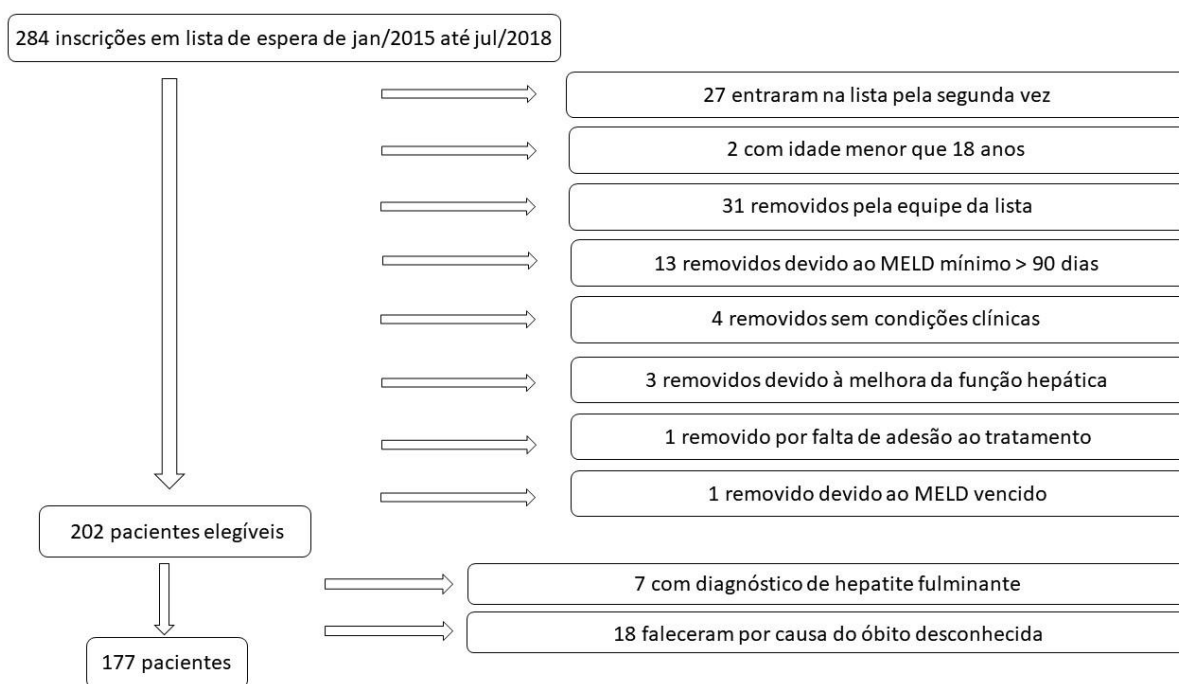 284 inscrições em lista de espera de jan/2015 até jul/2018
27 entraram na lista pela segunda vez
2 com idade menor que 18 anos
31 removidos pela equipe da lista
13 removidos devido ao MELD mínimo > 90 dias
4 removidos sem condições clínicas
3 removidos devido à melhora da função hepática
1 removido por falta de adesão ao tratamento
1 removido devido ao MELD vencido
202 pacientes elegíveis
7 com diagnóstico de hepatite fulminante
18 faleceram por causa do óbito desconhecida
177 pacientes